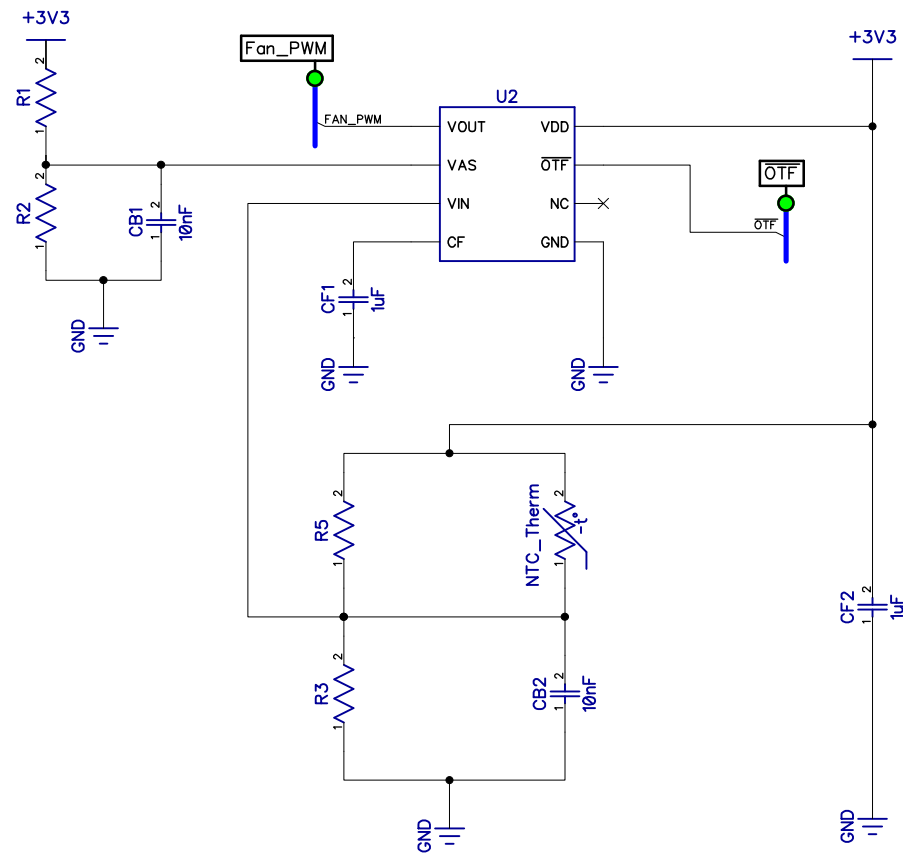 +3V3
Fan_PWM
+3V3
U2
R1
2
1
FAN_PWM
VOUT
VDD
VAS
OTF
OTF
R2
2
1
CB1
2
1
10nF
VIN
NC
OTF
CF
GND
GND
CF1
2
1
1uF
GND
GND
R5
2
1
NTC_Therm
2
1
-t°
CF2
2
1
1uF
R3
2
1
CB2
2
1
10nF
GND
GND